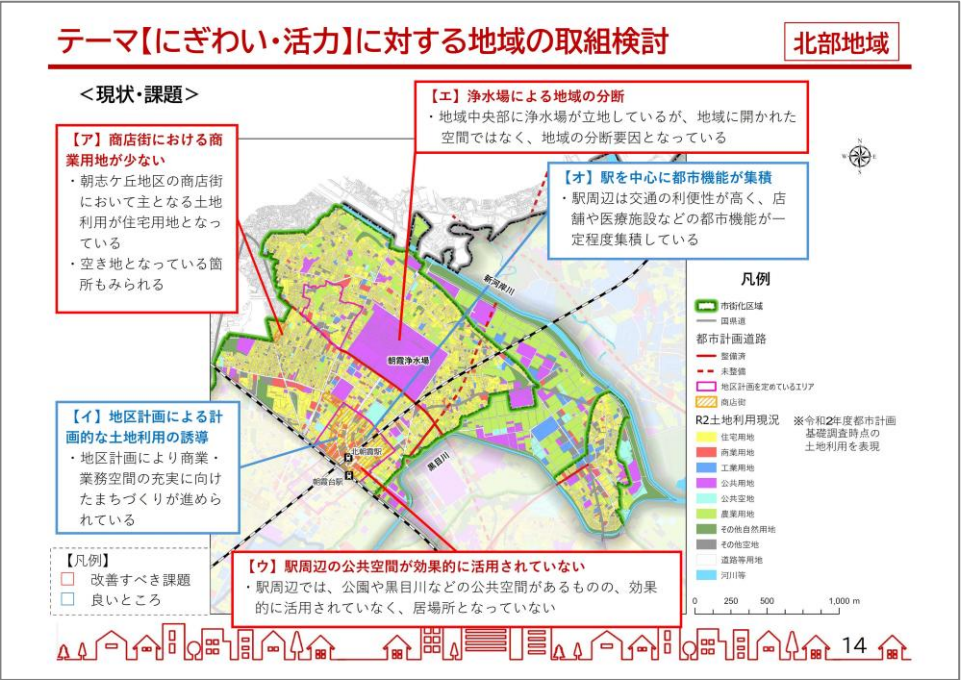 テーマ【にぎわい・活力】に対する地域の取組検討
北部地域
＜現状・課題＞
【エ】浄水場による地域の分断
・地域中央部に浄水場が立地しているが、地域に開かれた
空間ではなく、地域の分断要因となっている
【ア】商店街における商
業用地が少ない
・朝志ケ丘地区の商店街
において主となる土地
利用が住宅用地となっ
ている
・空き地となっている箇
所もみられる
【オ】駅を中心に都市機能が集積
・駅周辺は交通の利便性が高く、店
舗や医療施設などの都市機能が一
定程度集積している
N
W
E
S
新河岸川
朝霞浄水場
北朝霞駅
朝霞台駅
黒目川
【イ】地区計画による計
画的な土地利用の誘導
・地区計画により商業・
業務空間の充実に向け
たまちづくりが進めら
れている
【ウ】駅周辺の公共空間が効果的に活用されていない
・駅周辺では、公園や黒目川などの公共空間があるものの、効果
的に活用されていなく、居場所となっていない
【凡例】
改善すべき課題
良いところ
凡例
市街化区域
国県道
都市計画道路
整備済
未整備
地区計画を定めているエリア
商店街
R2土地利用現況
※令和2年度都市計画
基礎調査時点の
土地利用を表現
住宅用地
商業用地
工業用地
公共用地
公共空地
農業用地
その他自然用地
その他空地
道路等用地
河川等
0 250 500 1,000 m
14